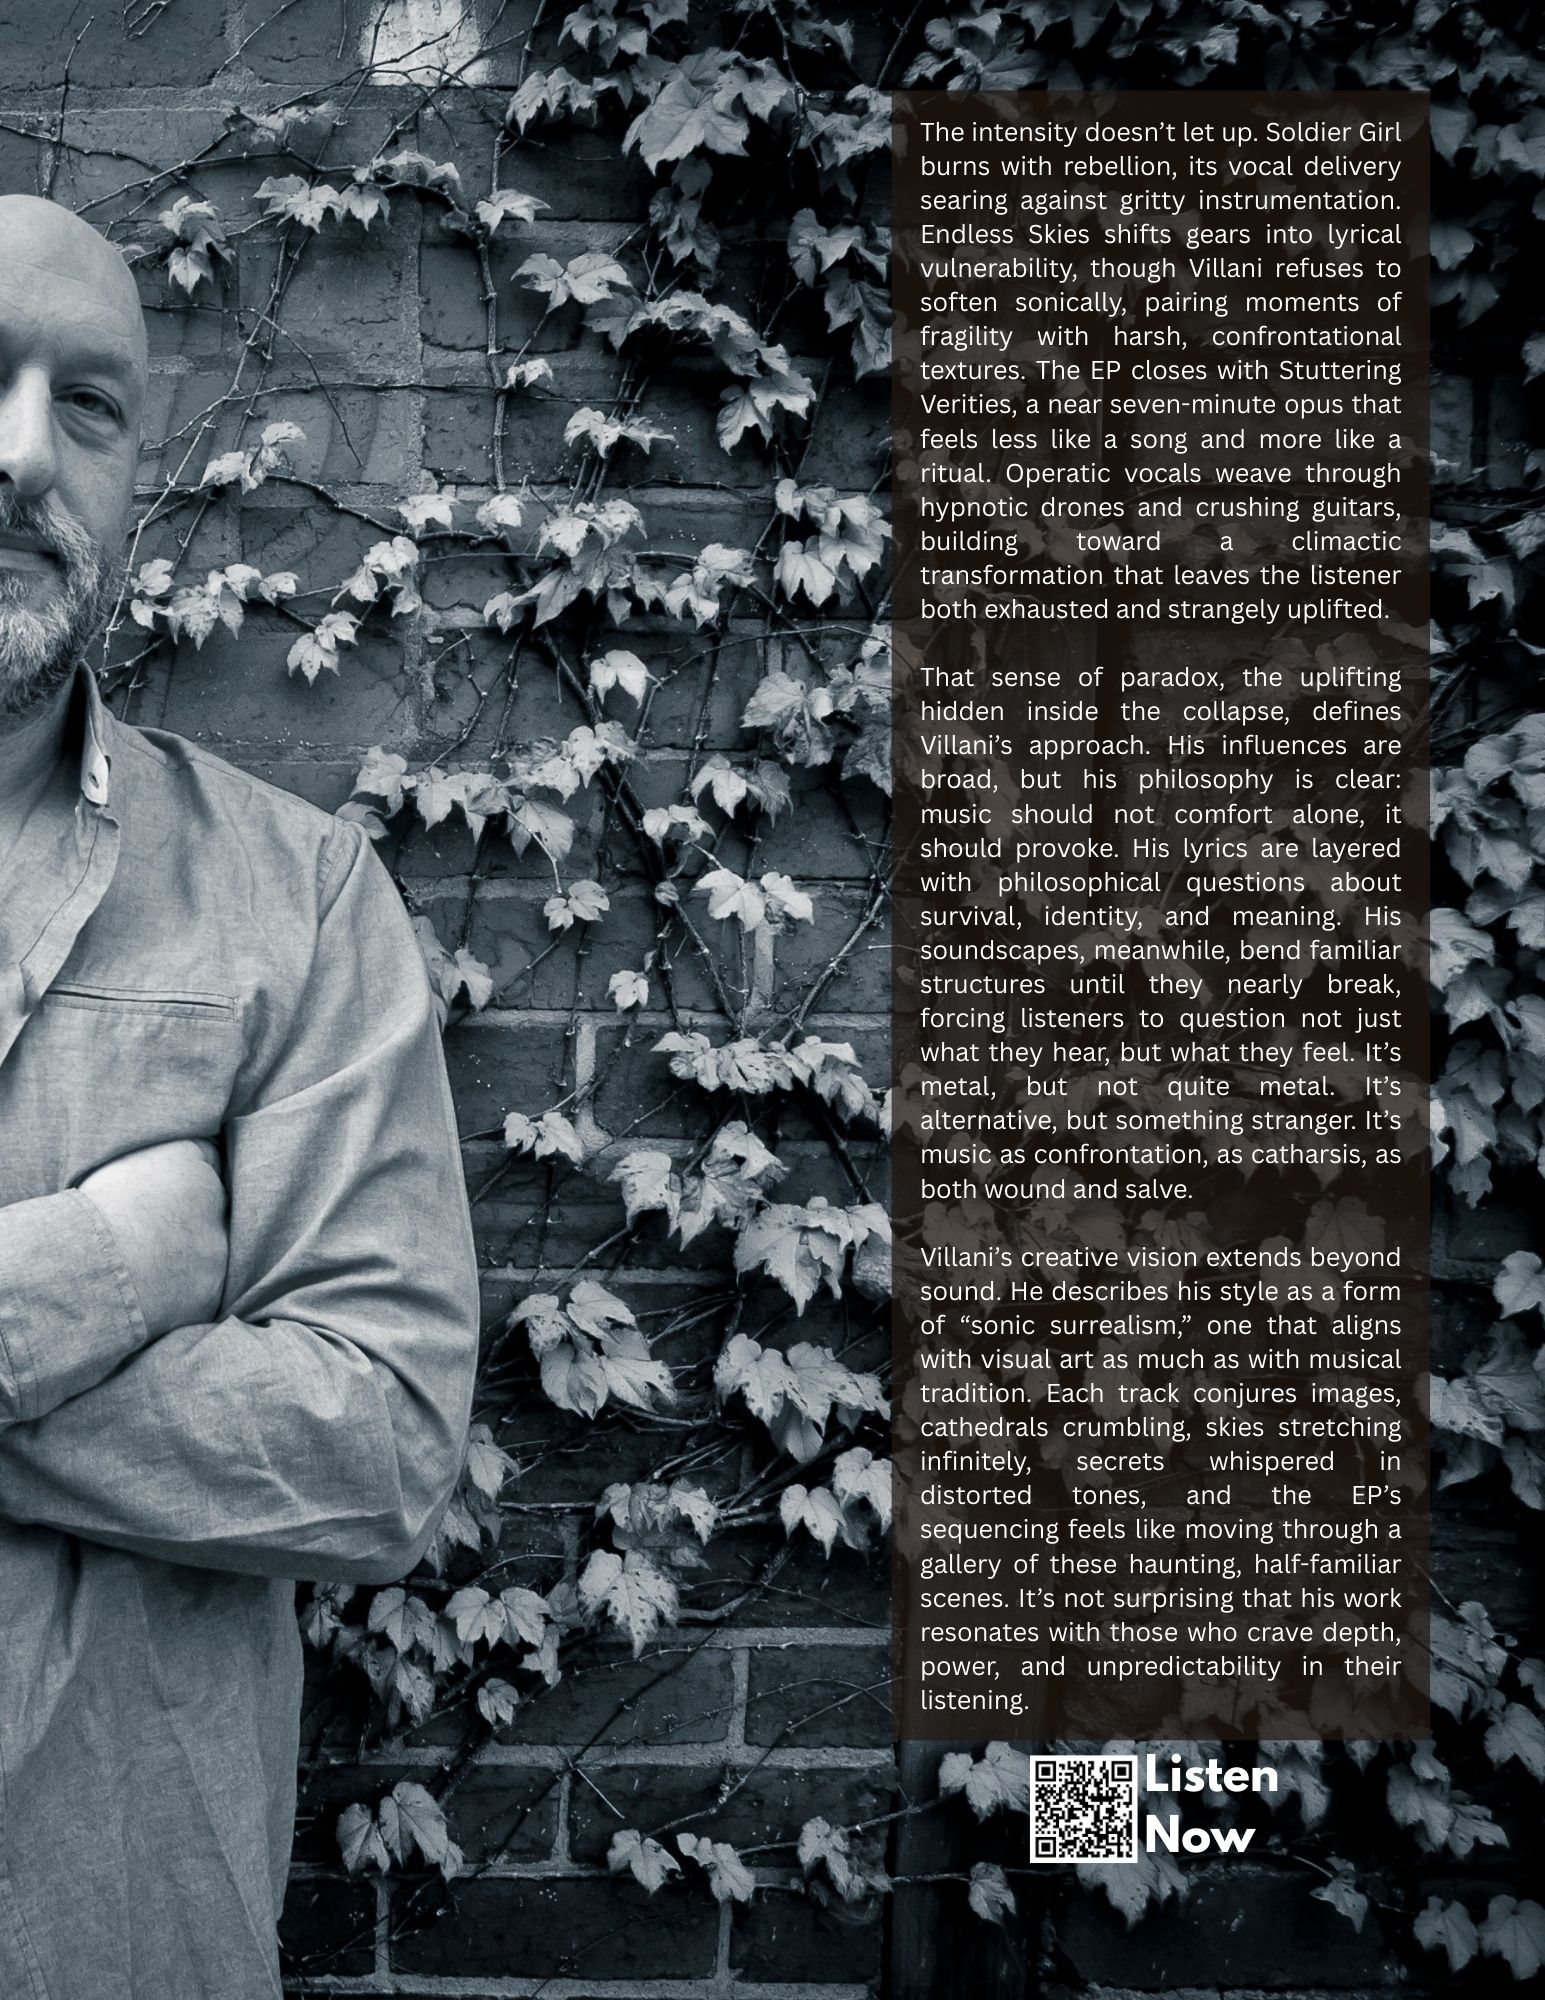 The intensity doesn’t let up. Soldier Girl
burns with rebellion, its vocal delivery
searing against gritty instrumentation.
Endless Skies shifts gears into lyrical
vulnerability, though Villani refuses to
soften sonically, pairing moments of
fragility with harsh, confrontational
textures. The EP closes with Stuttering
Verities, a near seven-minute opus that
feels less like a song and more like a
ritual. Operatic vocals weave through
hypnotic drones and crushing guitars,
building toward a climactic
transformation that leaves the listener
both exhausted and strangely uplifted.
That sense of paradox, the uplifting
hidden inside the collapse, defines
Villani’s approach. His influences are
broad, but his philosophy is clear:
music should not comfort alone, it
should provoke. His lyrics are layered
with philosophical questions about
survival, identity, and meaning. His
soundscapes, meanwhile, bend familiar
structures until they nearly break,
forcing listeners to question not just
what they hear, but what they feel. It’s
metal, but not quite metal. It’s
alternative, but something stranger. It’s
music as confrontation, as catharsis, as
both wound and salve.
Villani’s creative vision extends beyond
sound. He describes his style as a form
of “sonic surrealism,” one that aligns
with visual art as much as with musical
tradition. Each track conjures images,
cathedrals crumbling, skies stretching
infinitely, secrets whispered in
distorted tones, and the EP’s
sequencing feels like moving through a
gallery of these haunting, half-familiar
scenes. It’s not surprising that his work
resonates with those who crave depth,
power, and unpredictability in their
listening.
Listen
Now